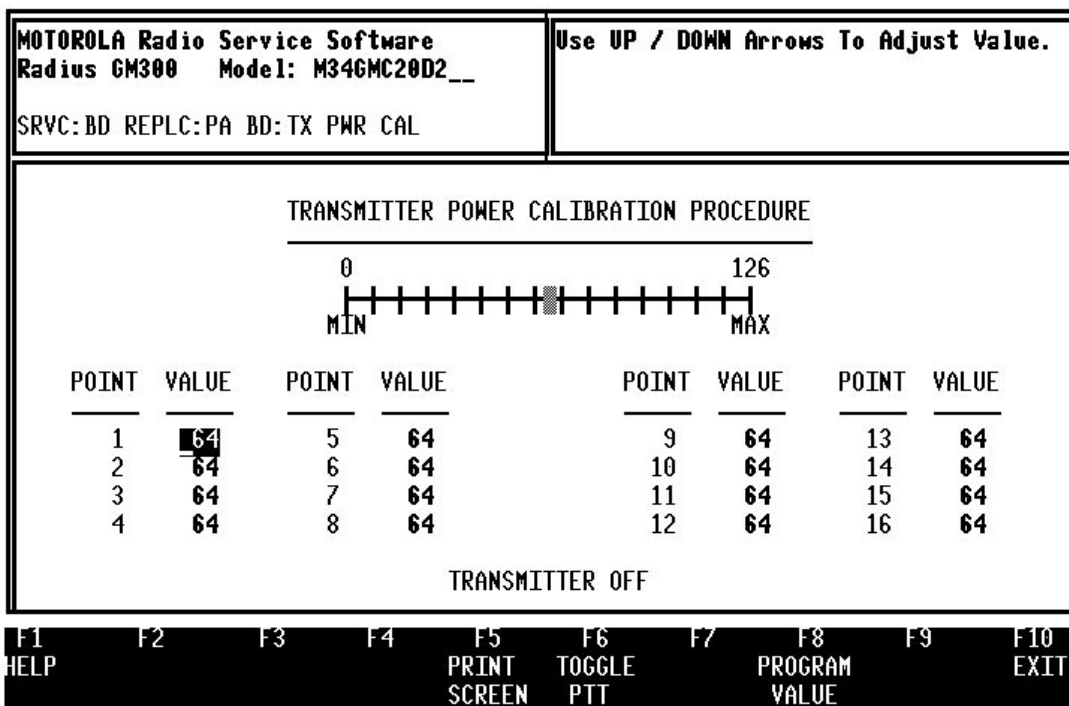 MOTOROLA Radio Service Software
Radius GM300 Model: M34GMC20D2__
SRVC:BD REPLC:PA BD:TX PWR CAL
Use UP / DOWN Arrows To Adjust Value.
TRANSMITTER POWER CALIBRATION PROCEDURE
0 126
MIN MAX
POINT VALUE POINT VALUE POINT VALUE POINT VALUE
1 64 5 64 9 64 13 64
2 64 6 64 10 64 14 64
3 64 7 64 11 64 15 64
4 64 8 64 12 64 16 64
TRANSMITTER OFF
F1 F2 F3 F4 F5 F6 F7 F8 F9 F10
HELP PRINT TOGGLE PROGRAM EXIT
SCREEN PTT VALUE